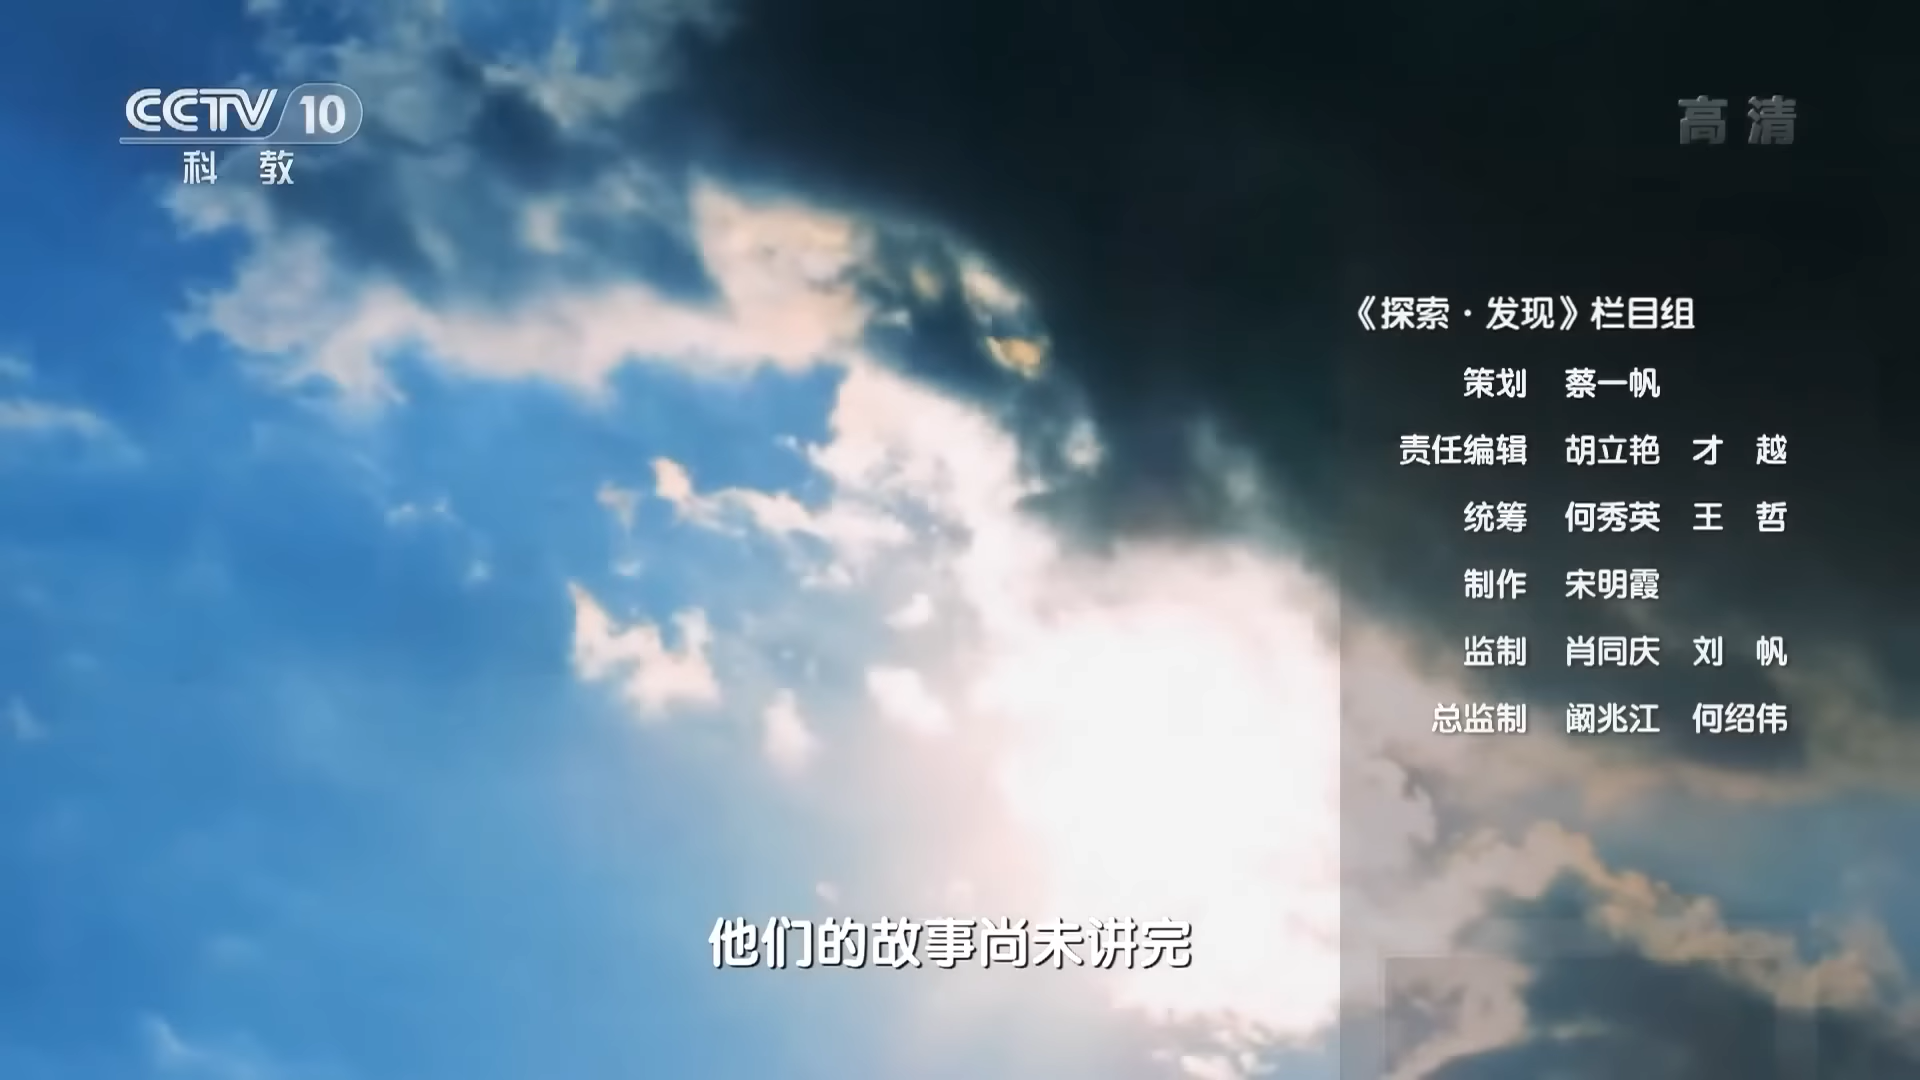 CCTV 10
科 教
高清
《探索·发现》栏目组
策划 蔡一帆
责任编辑 胡立艳 才 越
统筹 何秀英 王 哲
制作 宋明霞
监制 肖同庆 刘 帆
总监制 阚兆江 何绍伟
他们的故事尚未讲完